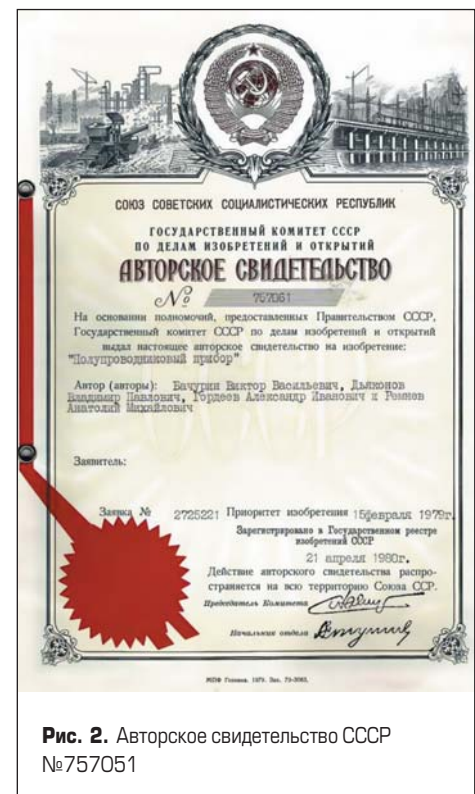 СОЮЗ СОВЕТСКИХ СОЦИАЛИСТИЧЕСКИХ РЕСПУБЛИК
ГОСУДАРСТВЕННЫЙ КОМИТЕТ СССР
ПО ДЕЛАМ ИЗОБРЕТЕНИЙ И ОТКРЫТИЙ
АВТОРСКОЕ СВИДЕТЕЛЬСТВО
№ 757051
На основании полномочий, предоставленных Правительством СССР,
Государственный комитет СССР по делам изобретений и открытий
выдал настоящее авторское свидетельство на изобретение:
"Полупроводниковый прибор"
Автор (авторы): Бачурин Виктор Васильевич, Дьяконов
Владимир Павлович, Гордеев Александр Иванович и Ремнев
Анатолий Михайлович
Заявитель:
Заявка № 2725221 Приоритет изобретения 15февраля 1979г.
Зарегистрировано в Государственном реестре
изобретений СССР
21 апреля 1980г.
Действие авторского свидетельства распро-
страняется на всю территорию Союза ССР.
Председатель Комитета
Начальник отдела
Рис. 2. Авторское свидетельство СССР
№757051